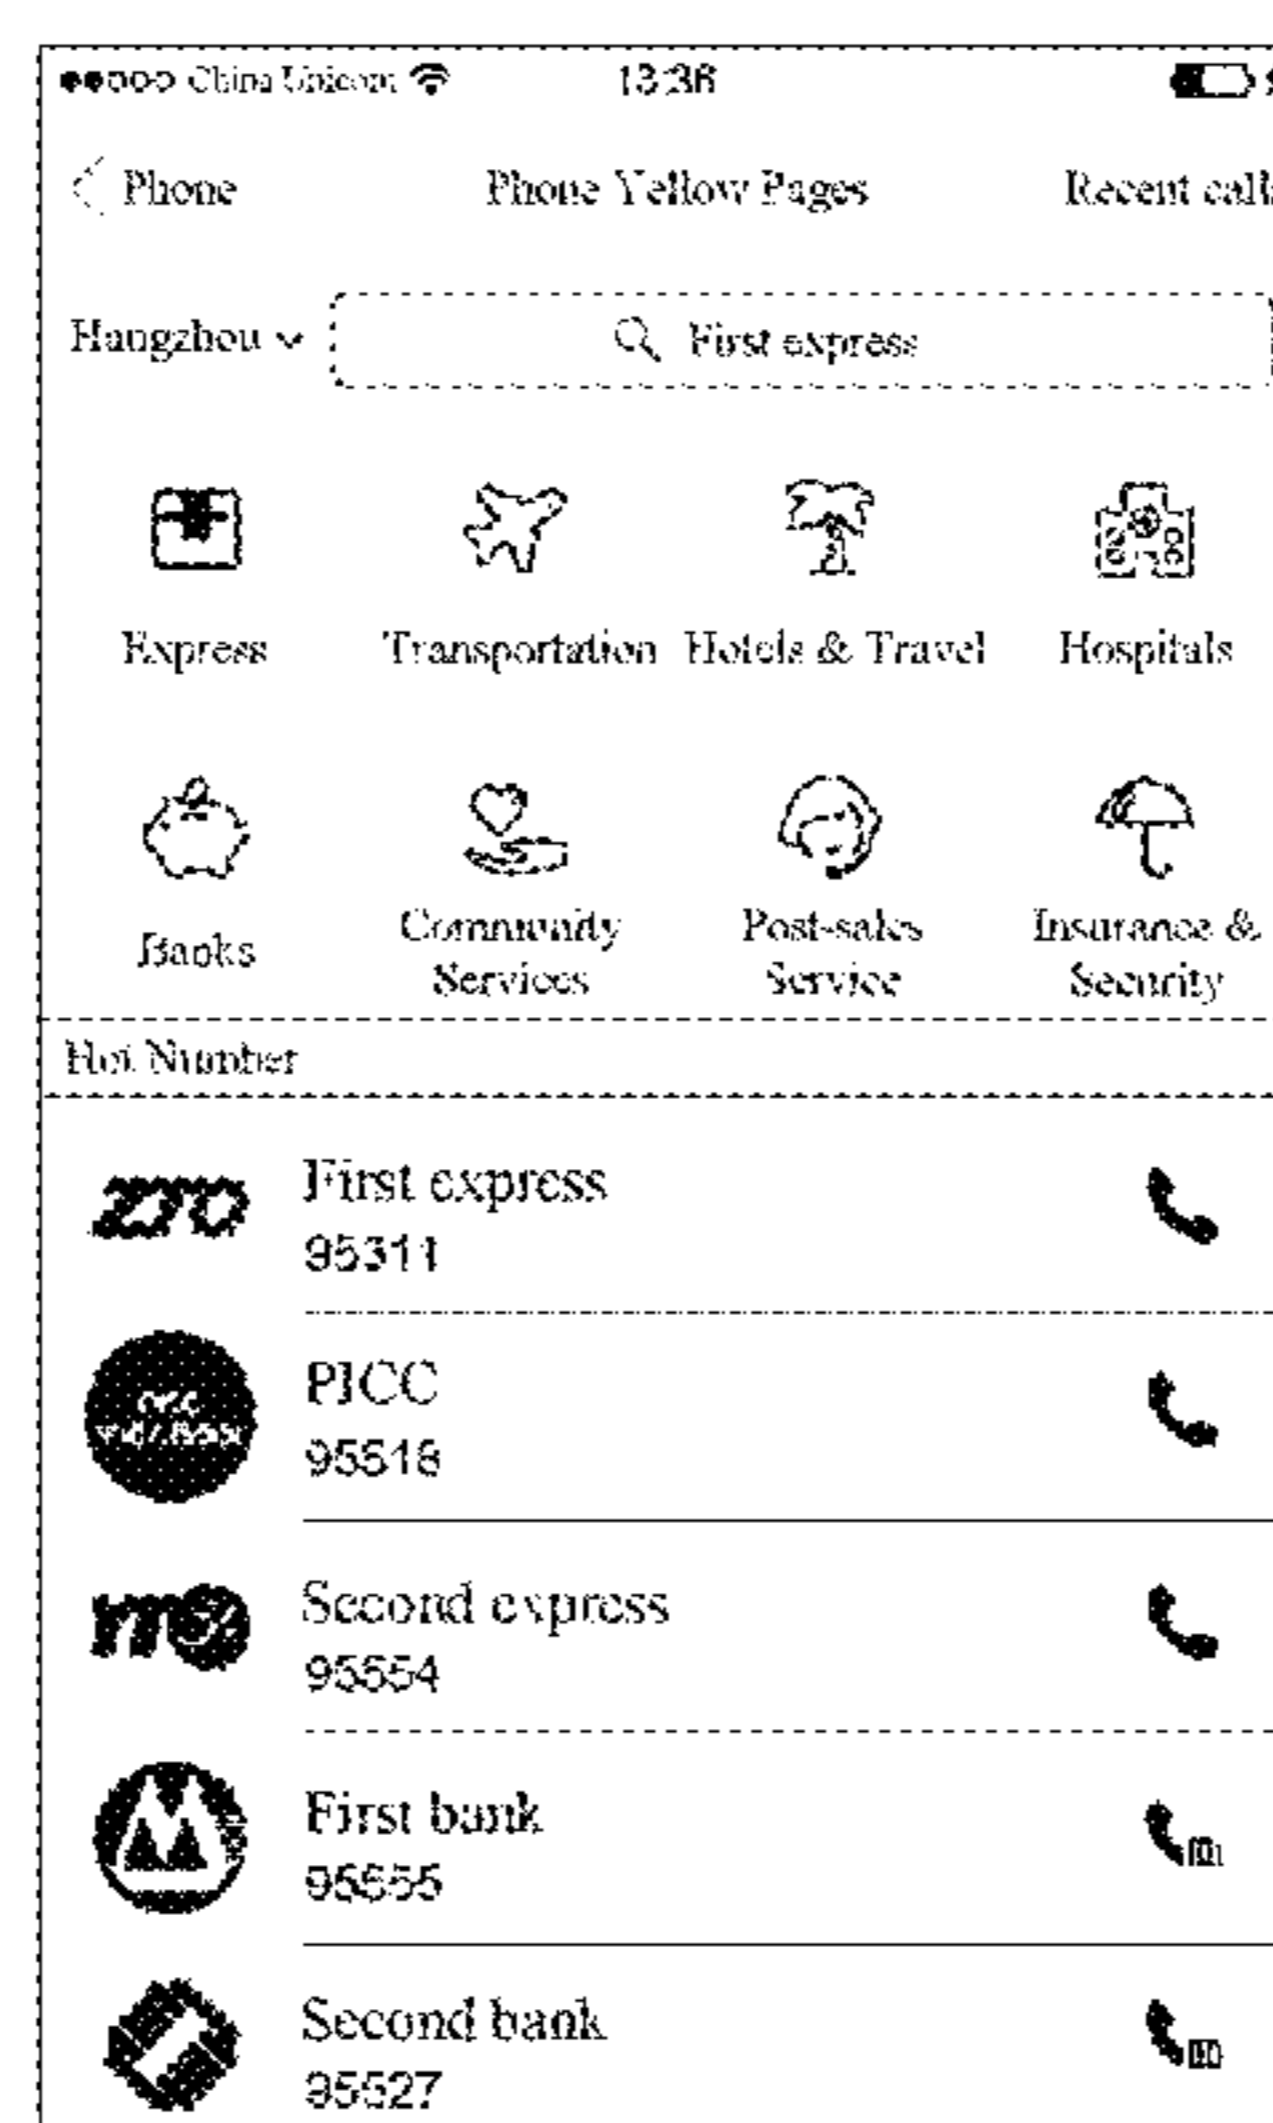 China Unicom 13:36
Phone Phone Yellow Pages Recent calls
Hangzhou First express
Express Transportation Hotels & Travel Hospitals
Banks Community Services Post-sales Service Insurance & Security
Hot Number
First express
95311
PICC
95518
Second express
95554
First bank
95555
Second bank
95527